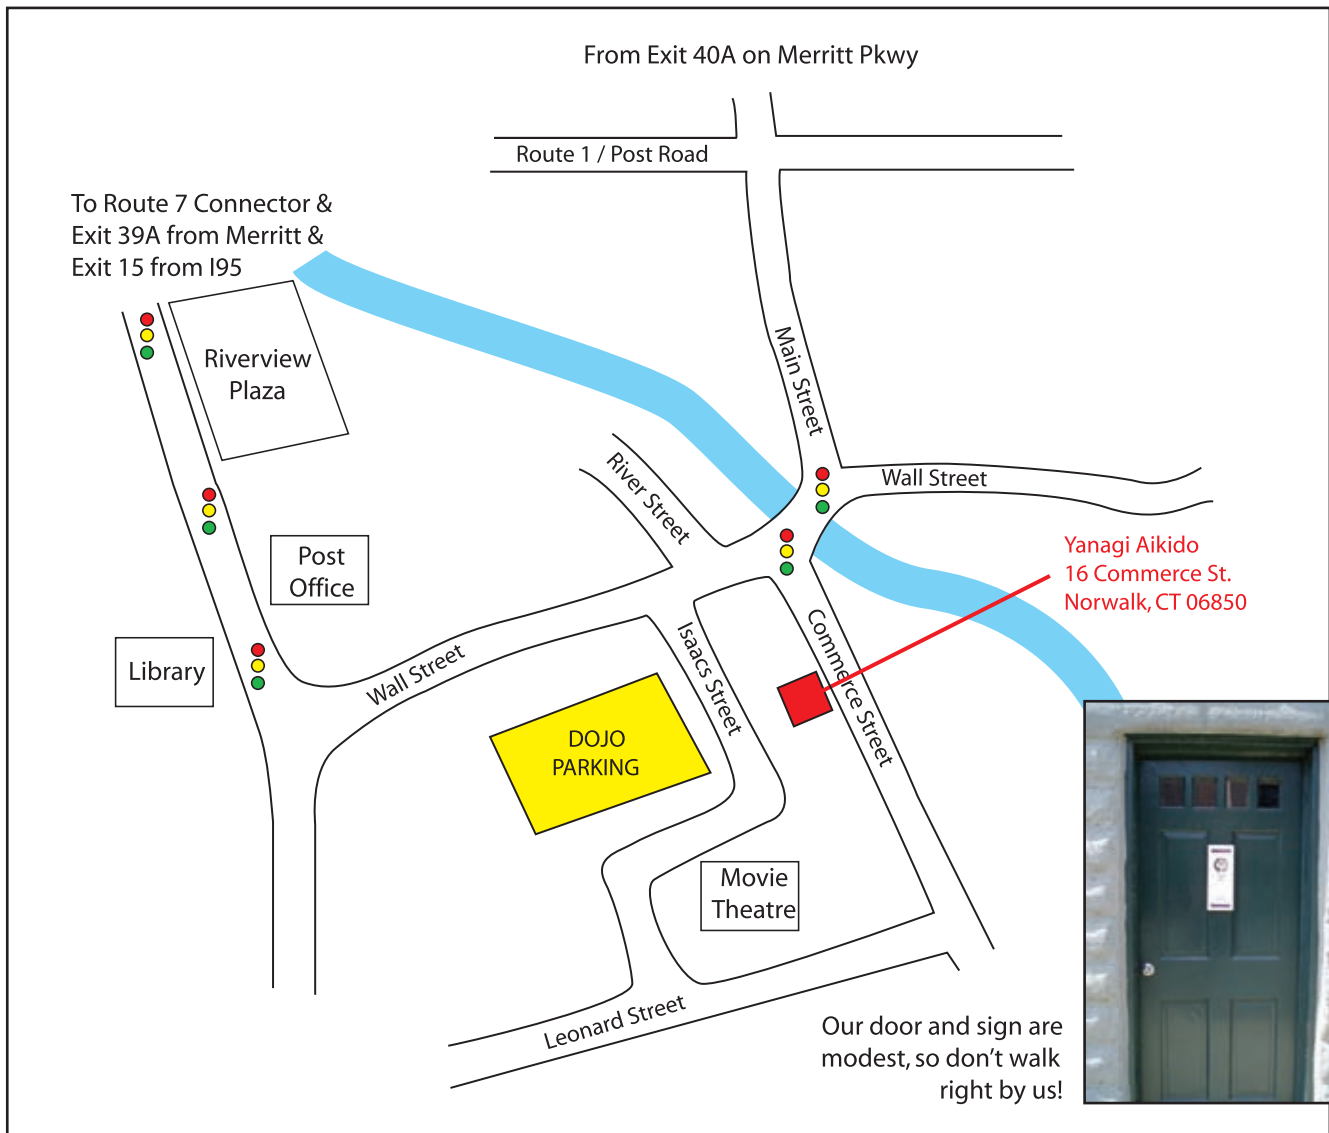 From Exit 40A on Merritt Pkwy
Route 1 / Post Road
To Route 7 Connector &
Exit 39A from Merritt &
Exit 15 from I95
Riverview
Plaza
Main Street
River Street
Wall Street
Post
Office
Yanagi Aikido
16 Commerce St.
Norwalk, CT 06850
Library
Wall Street
Isaacs Street
Commerce Street
DOJO
PARKING
Movie
Theatre
Leonard Street
Our door and sign are
modest, so don’t walk
right by us!